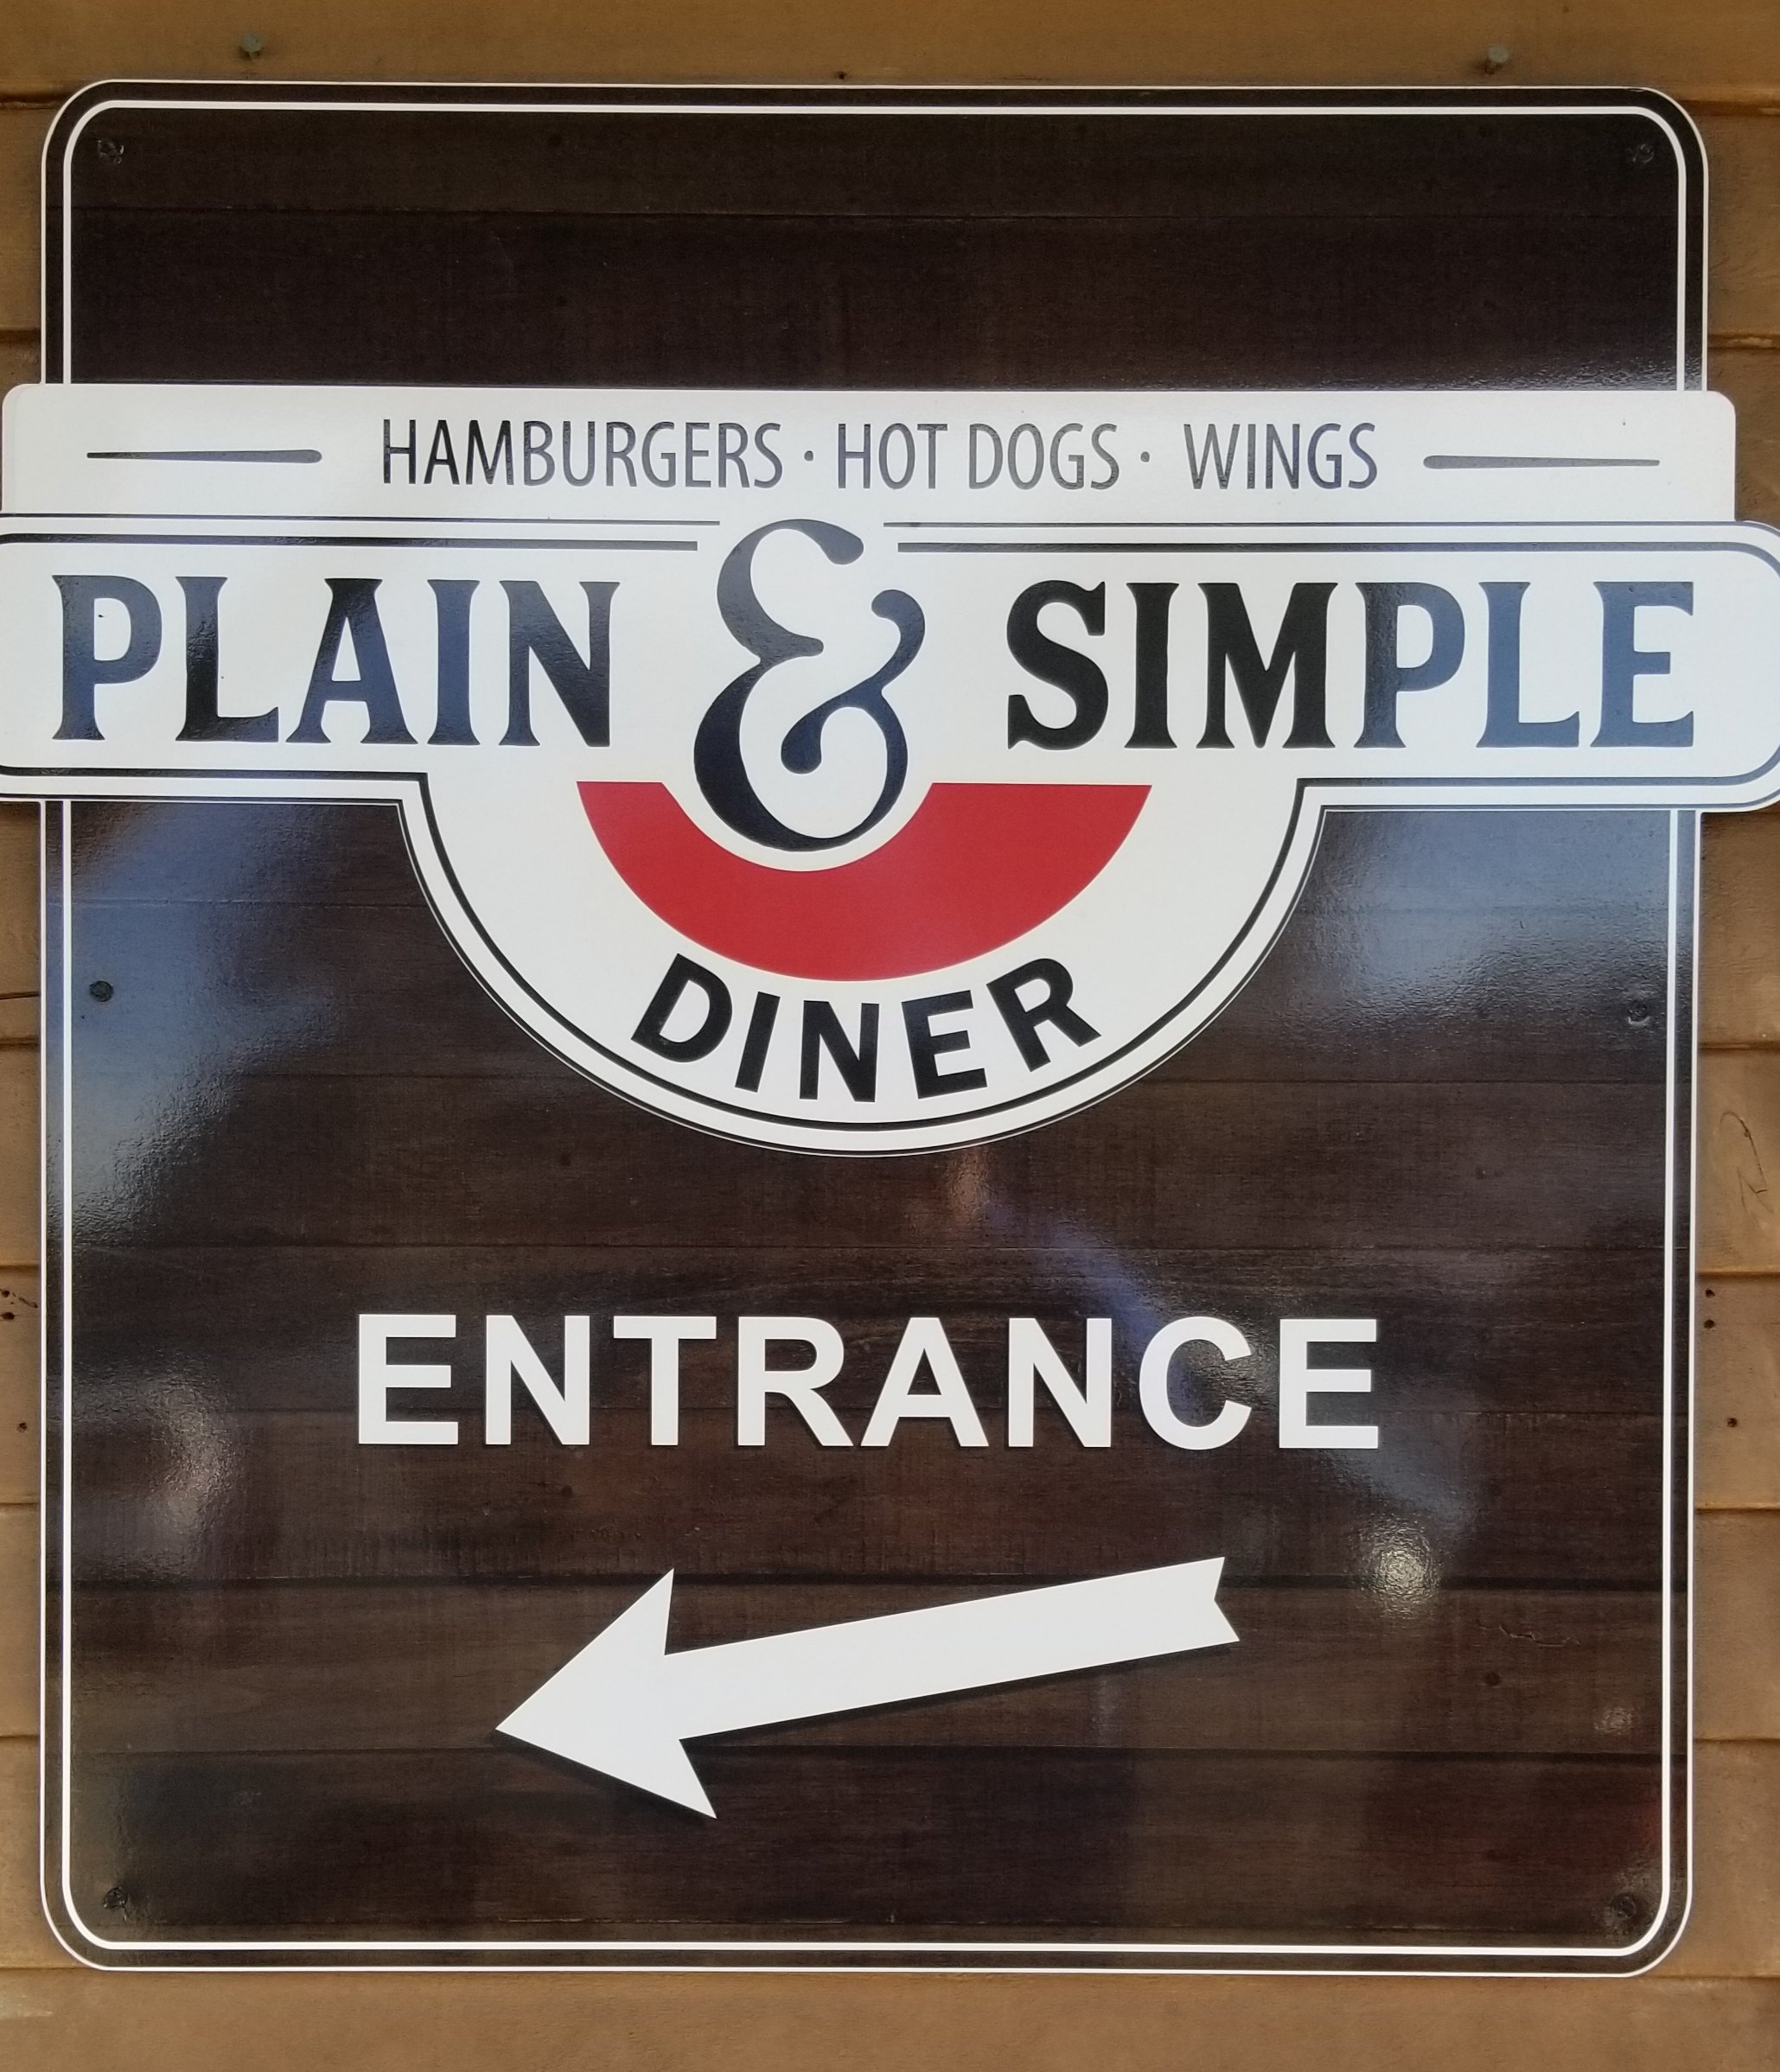 HAMBURGERS · HOT DOGS · WINGS
PLAIN & SIMPLE
DINER
ENTRANCE